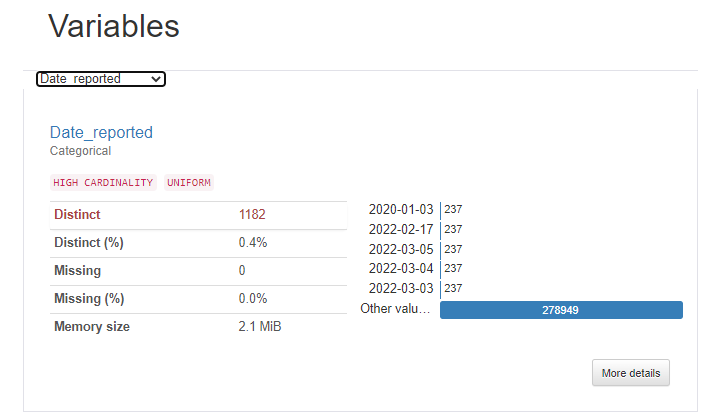 Variables
Date_reported
Date_reported
Categorical
HIGH CARDINALITY UNIFORM
Distinct 1182
Distinct (%) 0.4%
Missing 0
Missing (%) 0.0%
Memory size 2.1 MiB
2020-01-03 237
2022-02-17 237
2022-03-05 237
2022-03-04 237
2022-03-03 237
Other valu… 278949
More details